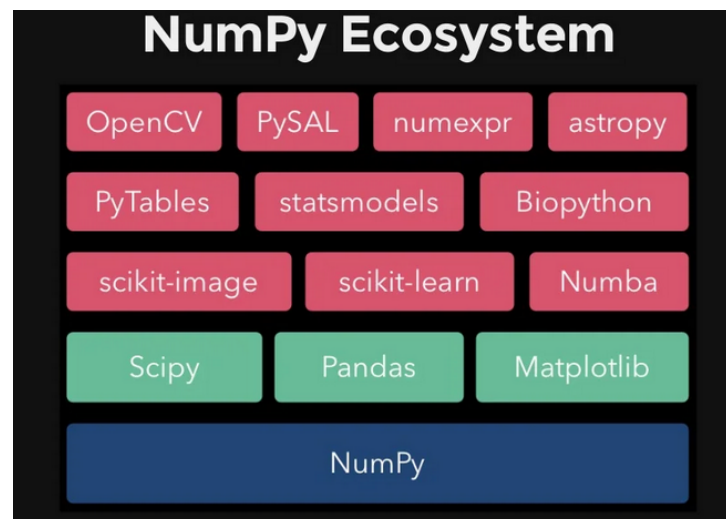 NumPy Ecosystem
OpenCV PySAL numexpr astropy
PyTables statsmodels Biopython
scikit-image scikit-learn Numba
Scipy Pandas Matplotlib
NumPy